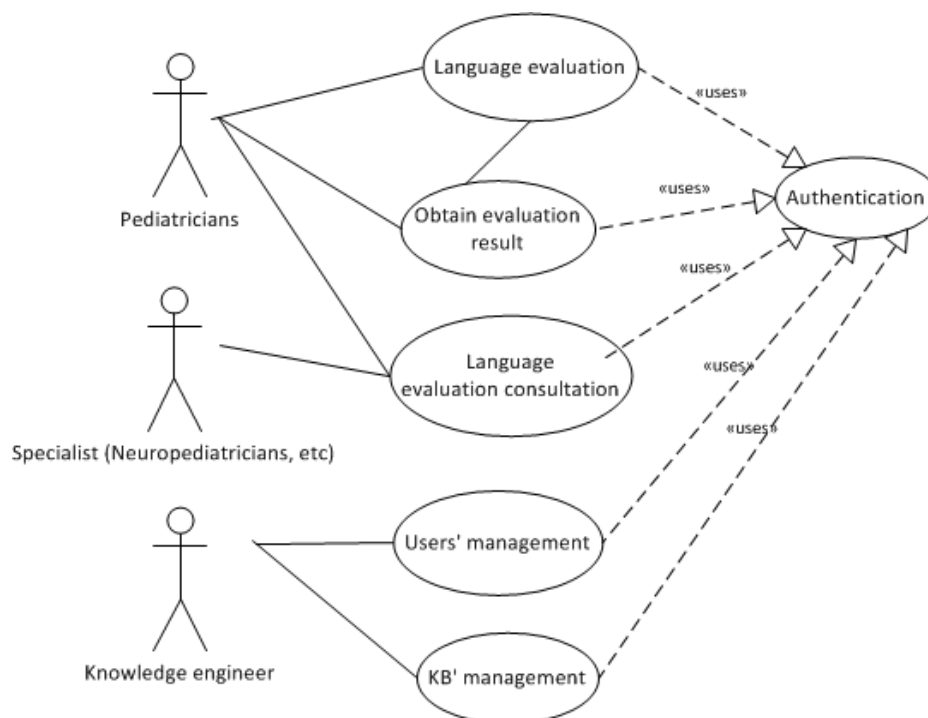 Language evaluation
«uses»
Pediatricians
Obtain evaluation
result
«uses»
Authentication
«uses»
Specialist (Neuropediatricians, etc)
Language
evaluation consultation
«uses»
«uses»
Knowledge engineer
Users' management
KB' management